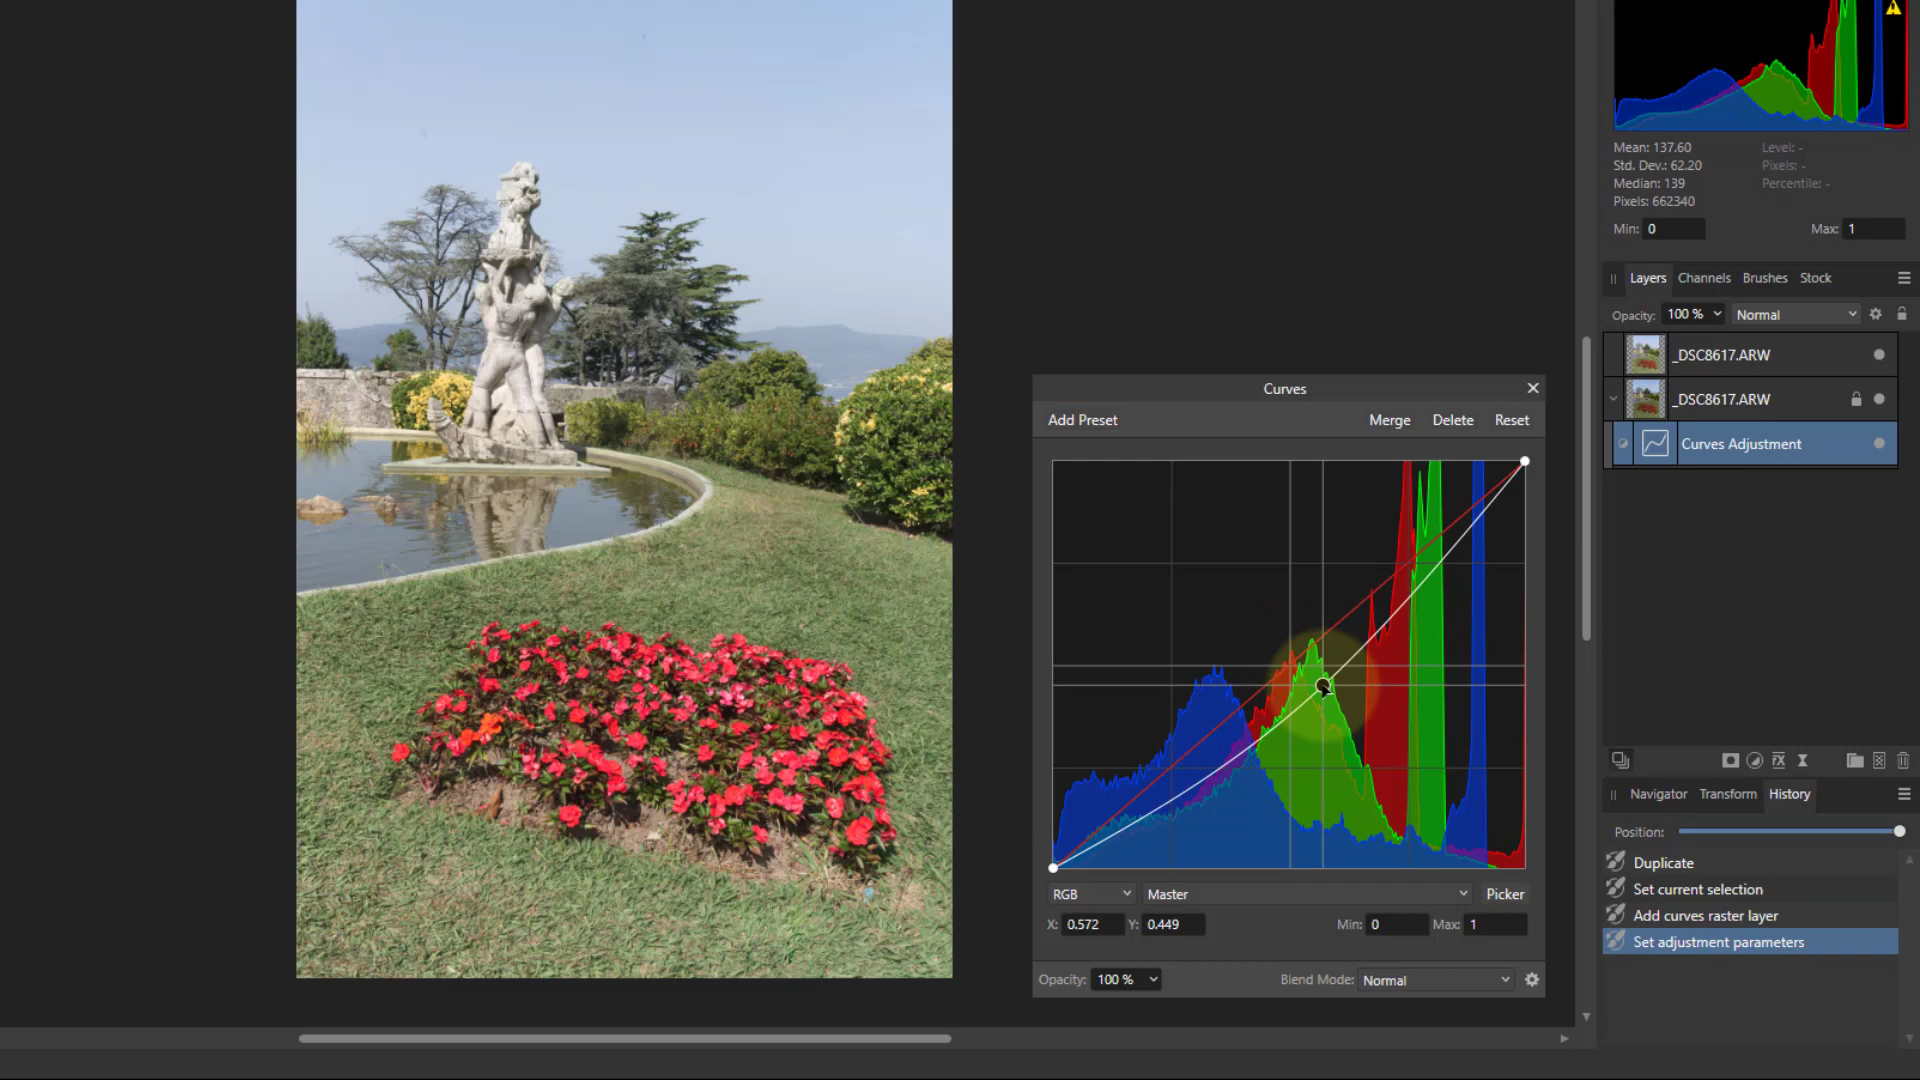 Mean: 137.60
Level: -
Std. Dev.: 62.20
Pixels: -
Median: 139
Percentile: -
Pixels: 662340
Min: 0
Max: 1
Layers
Channels
Brushes
Stock
Opacity: 100 %
Normal
_DSC8617.ARW
_DSC8617.ARW
Curves Adjustment
Curves
Add Preset
Merge
Delete
Reset
RGB
Master
Picker
X: 0.572
Y: 0.449
Min: 0
Max: 1
Opacity: 100 %
Blend Mode: Normal
Navigator
Transform
History
Position:
Duplicate
Set current selection
Add curves raster layer
Set adjustment parameters